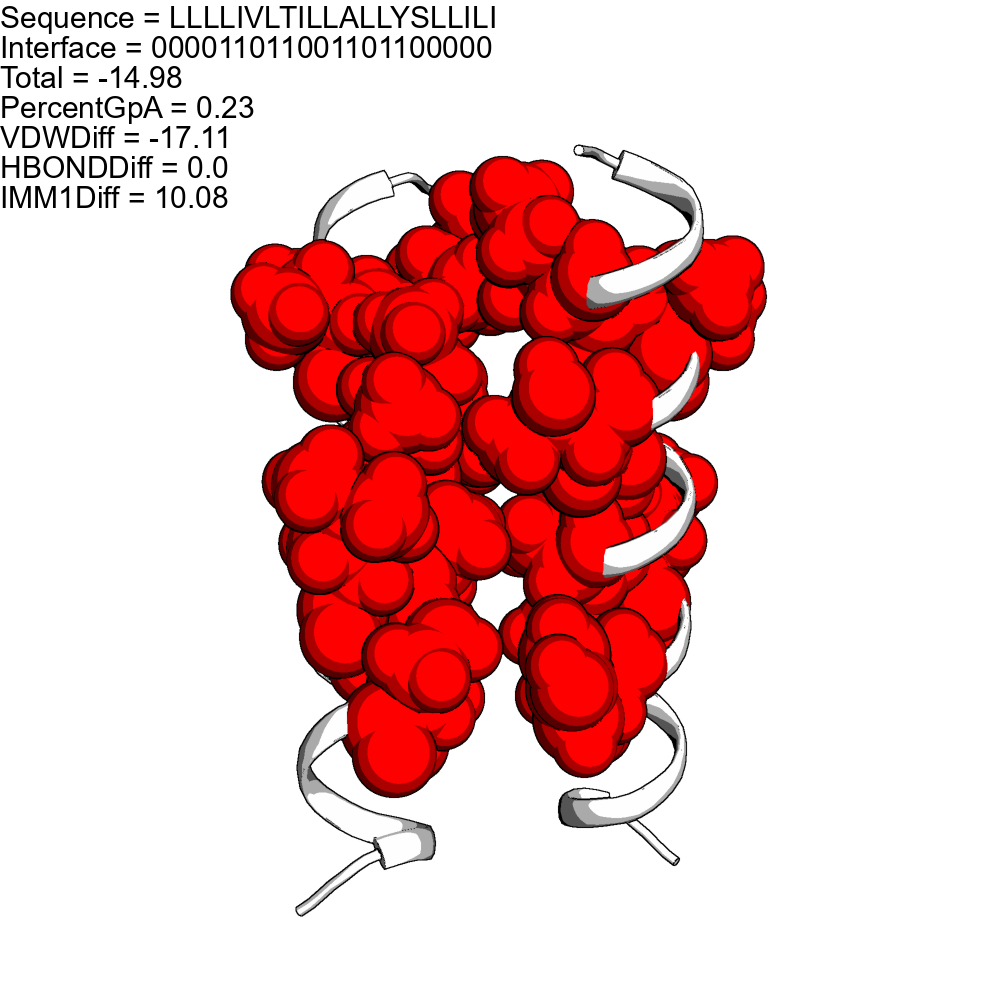 Sequence = LLLLIVLTILLALLYSLLILI
Interface = 000011011001101100000
Total = -14.98
PercentGpA = 0.23
VDWDiff = -17.11
HBONDDiff = 0.0
IMM1Diff = 10.08